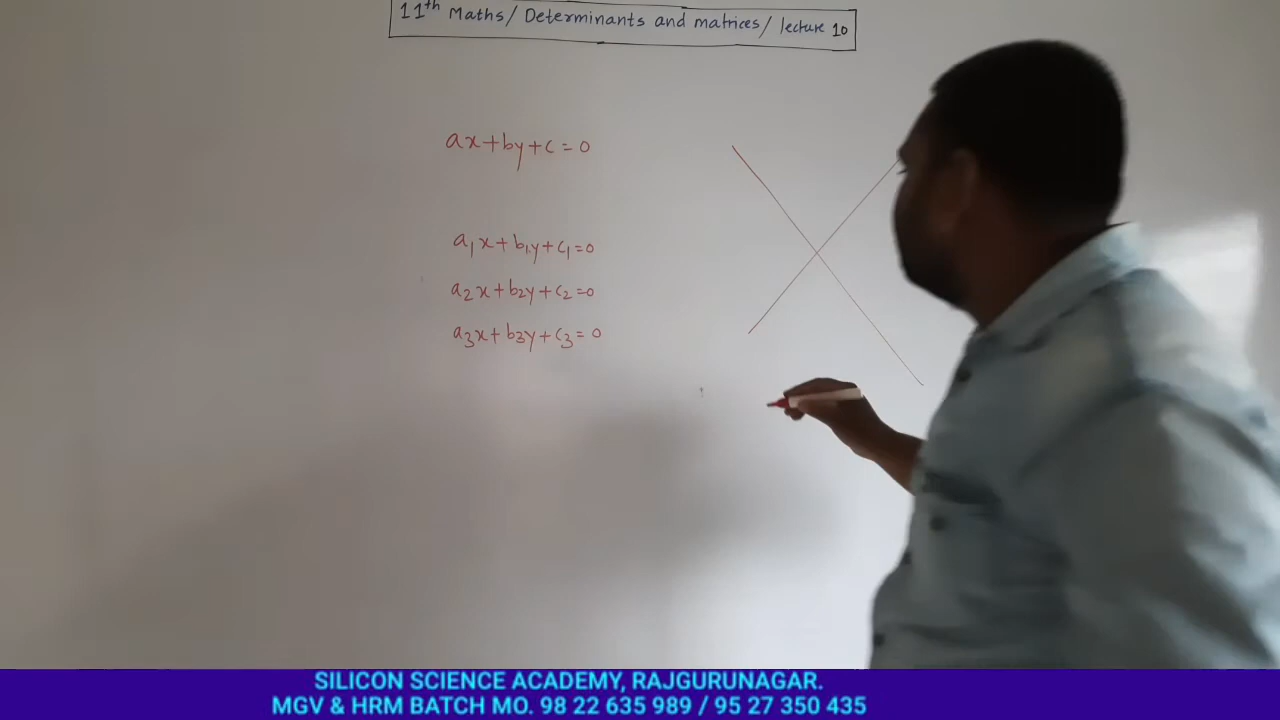 11th Maths/ Determinants and matrices/ lecture 10
ax+by+c=0
a1x+b1y+c1=0
a2x+b2y+c2=0
a3x+b3y+c3=0
SILICON SCIENCE ACADEMY, RAJGURUNAGAR.
MGV & HRM BATCH MO. 98 22 635 989 / 95 27 350 435